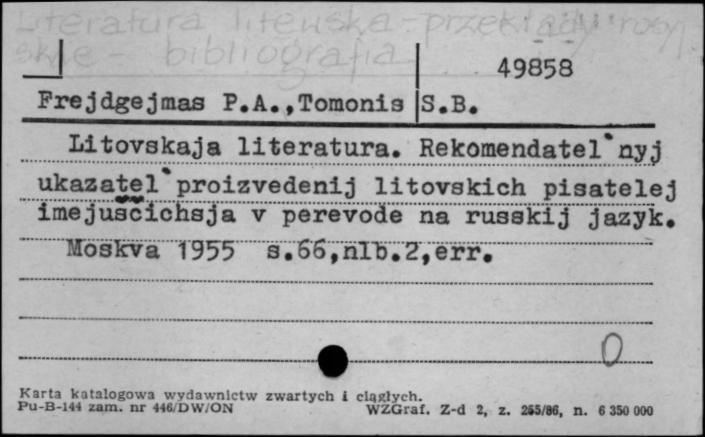 Literatura litewska - przekłady rosyj
skie - bibliografia
49858
Frejdgejmas P.A.,Tomonis S.B.
Litovskaja literatura. Rekomendatel`nyj
ukazatel`proizvedenij litovskich pisatelej
imejuščichsja v perevode na russkij jazyk.
Moskva 1955 s.66,nlb.2,err.
0
Karta katalogowa wydawnictw zwartych i ciągłych.
Pu-B-144 zam. nr 446/DW/ON WZGraf. Z-d 2, z. 255/86, n. 6 350 000